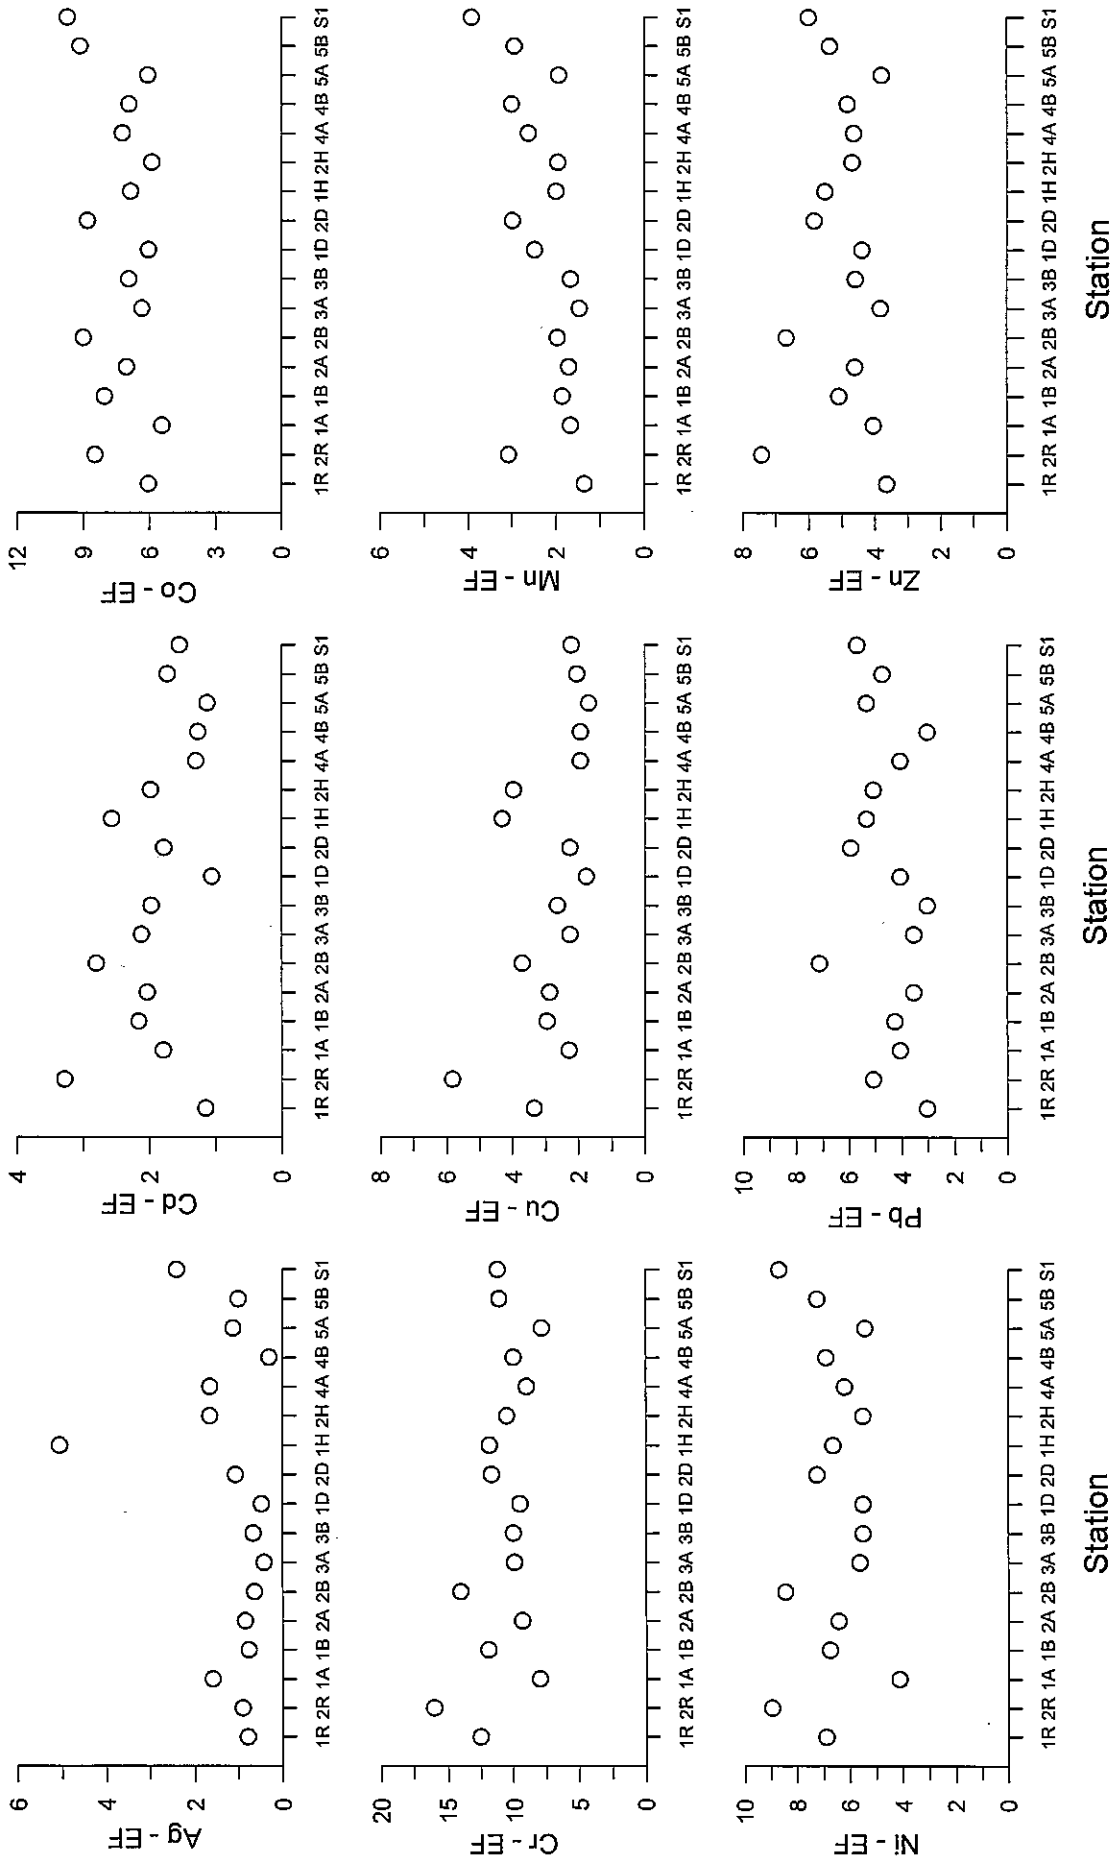 Ag - EF
6
4
2
0
1R 2R 1A 1B 2A 2B 3A 3B 1D 2D 1H 2H 4A 4B 5A 5B S1
Cd - EF
4
2
0
1R 2R 1A 1B 2A 2B 3A 3B 1D 2D 1H 2H 4A 4B 5A 5B S1
Co - EF
12
9
6
3
0
1R 2R 1A 1B 2A 2B 3A 3B 1D 2D 1H 2H 4A 4B 5A 5B S1
Cr - EF
20
15
10
5
0
1R 2R 1A 1B 2A 2B 3A 3B 1D 2D 1H 2H 4A 4B 5A 5B S1
Cu - EF
8
6
4
2
0
1R 2R 1A 1B 2A 2B 3A 3B 1D 2D 1H 2H 4A 4B 5A 5B S1
Mn - EF
6
4
2
0
1R 2R 1A 1B 2A 2B 3A 3B 1D 2D 1H 2H 4A 4B 5A 5B S1
Ni - EF
10
8
6
4
2
0
1R 2R 1A 1B 2A 2B 3A 3B 1D 2D 1H 2H 4A 4B 5A 5B S1
Station
Pb - EF
10
8
6
4
2
0
1R 2R 1A 1B 2A 2B 3A 3B 1D 2D 1H 2H 4A 4B 5A 5B S1
Station
Zn - EF
8
6
4
2
0
1R 2R 1A 1B 2A 2B 3A 3B 1D 2D 1H 2H 4A 4B 5A 5B S1
Station